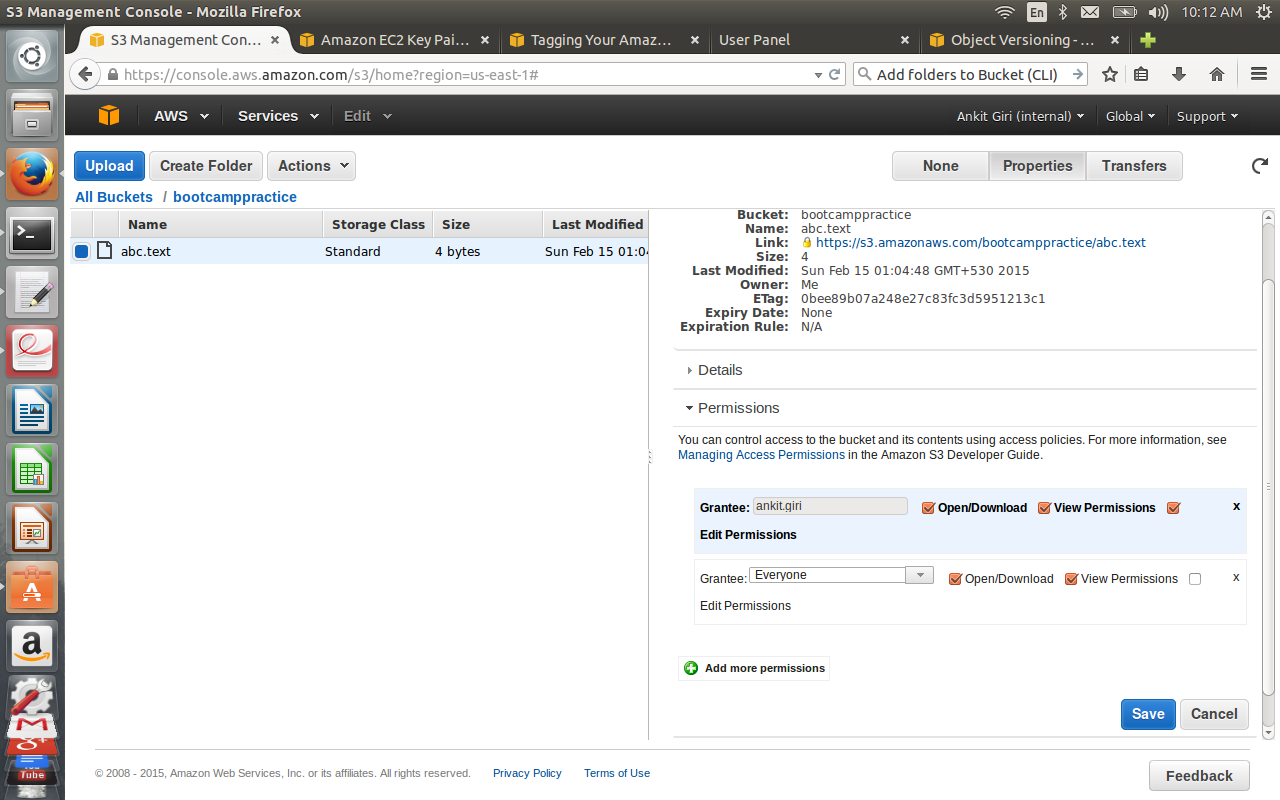 S3 Management Console - Mozilla Firefox
En
10:12 AM
S3 Management Con... ×
Amazon EC2 Key Pai... ×
Tagging Your Amaz... ×
User Panel ×
Object Versioning - ... ×
https://console.aws.amazon.com/s3/home?region=us-east-1#
Add folders to Bucket (CLI)
AWS
Services
Edit
Ankit Giri (internal)
Global
Support
Upload
Create Folder
Actions
None
Properties
Transfers
All Buckets / bootcamppractice
Name
Storage Class
Size
Last Modified
abc.text
Standard
4 bytes
Sun Feb 15 01:04
Bucket: bootcamppractice
Name: abc.text
Link: https://s3.amazonaws.com/bootcamppractice/abc.text
Size: 4
Last Modified: Sun Feb 15 01:04:48 GMT+530 2015
Owner: Me
ETag: 0bee89b07a248e27c83fc3d5951213c1
Expiry Date: None
Expiration Rule: N/A
Details
Permissions
You can control access to the bucket and its contents using access policies. For more information, see
Managing Access Permissions in the Amazon S3 Developer Guide.
Grantee: ankit.giri Open/Download View Permissions x
Edit Permissions
Grantee: Everyone Open/Download View Permissions x
Edit Permissions
Add more permissions
Save
Cancel
© 2008 - 2015, Amazon Web Services, Inc. or its affiliates. All rights reserved.
Privacy Policy
Terms of Use
Feedback
Tube